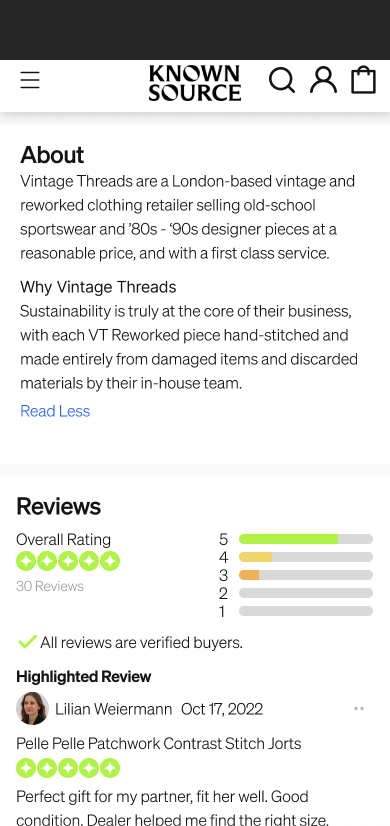 KNOWN
SOURCE
About
Vintage Threads are a London-based vintage and
reworked clothing retailer selling old-school
sportswear and ’80s - ‘90s designer pieces at a
reasonable price, and with a first class service.
Why Vintage Threads
Sustainability is truly at the core of their business,
with each VT Reworked piece hand-stitched and
made entirely from damaged items and discarded
materials by their in-house team.
Read Less
Reviews
Overall Rating
30 Reviews
5
4
3
2
1
All reviews are verified buyers.
Highlighted Review
Lilian Weiermann Oct 17, 2022
Pelle Pelle Patchwork Contrast Stitch Jorts
Perfect gift for my partner, fit her well. Good
condition. Dealer helped me find the right size.